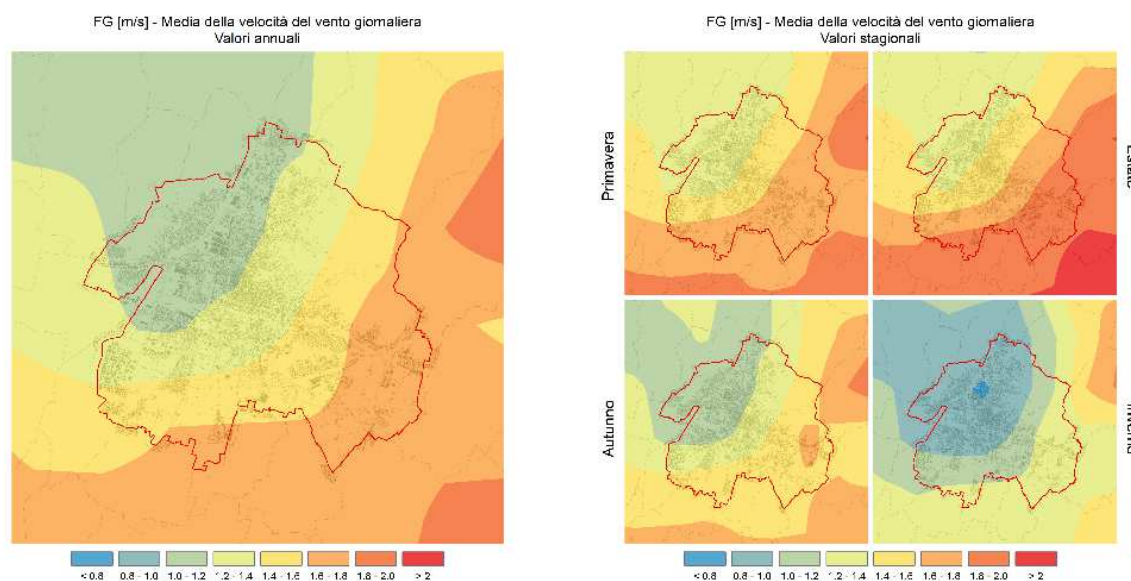 FG [m/s] - Media della velocità del vento giornaliera
Valori annuali
< 0.8 0.8 - 1.0 1.0 - 1.2 1.2 - 1.4 1.4 - 1.6 1.6 - 1.8 1.8 - 2.0 > 2
FG [m/s] - Media della velocità del vento giornaliera
Valori stagionali
Primavera
Estate
Autunno
Inverno
< 0.8 0.8 - 1.0 1.0 - 1.2 1.2 - 1.4 1.4 - 1.6 1.6 - 1.8 1.8 - 2.0 > 2